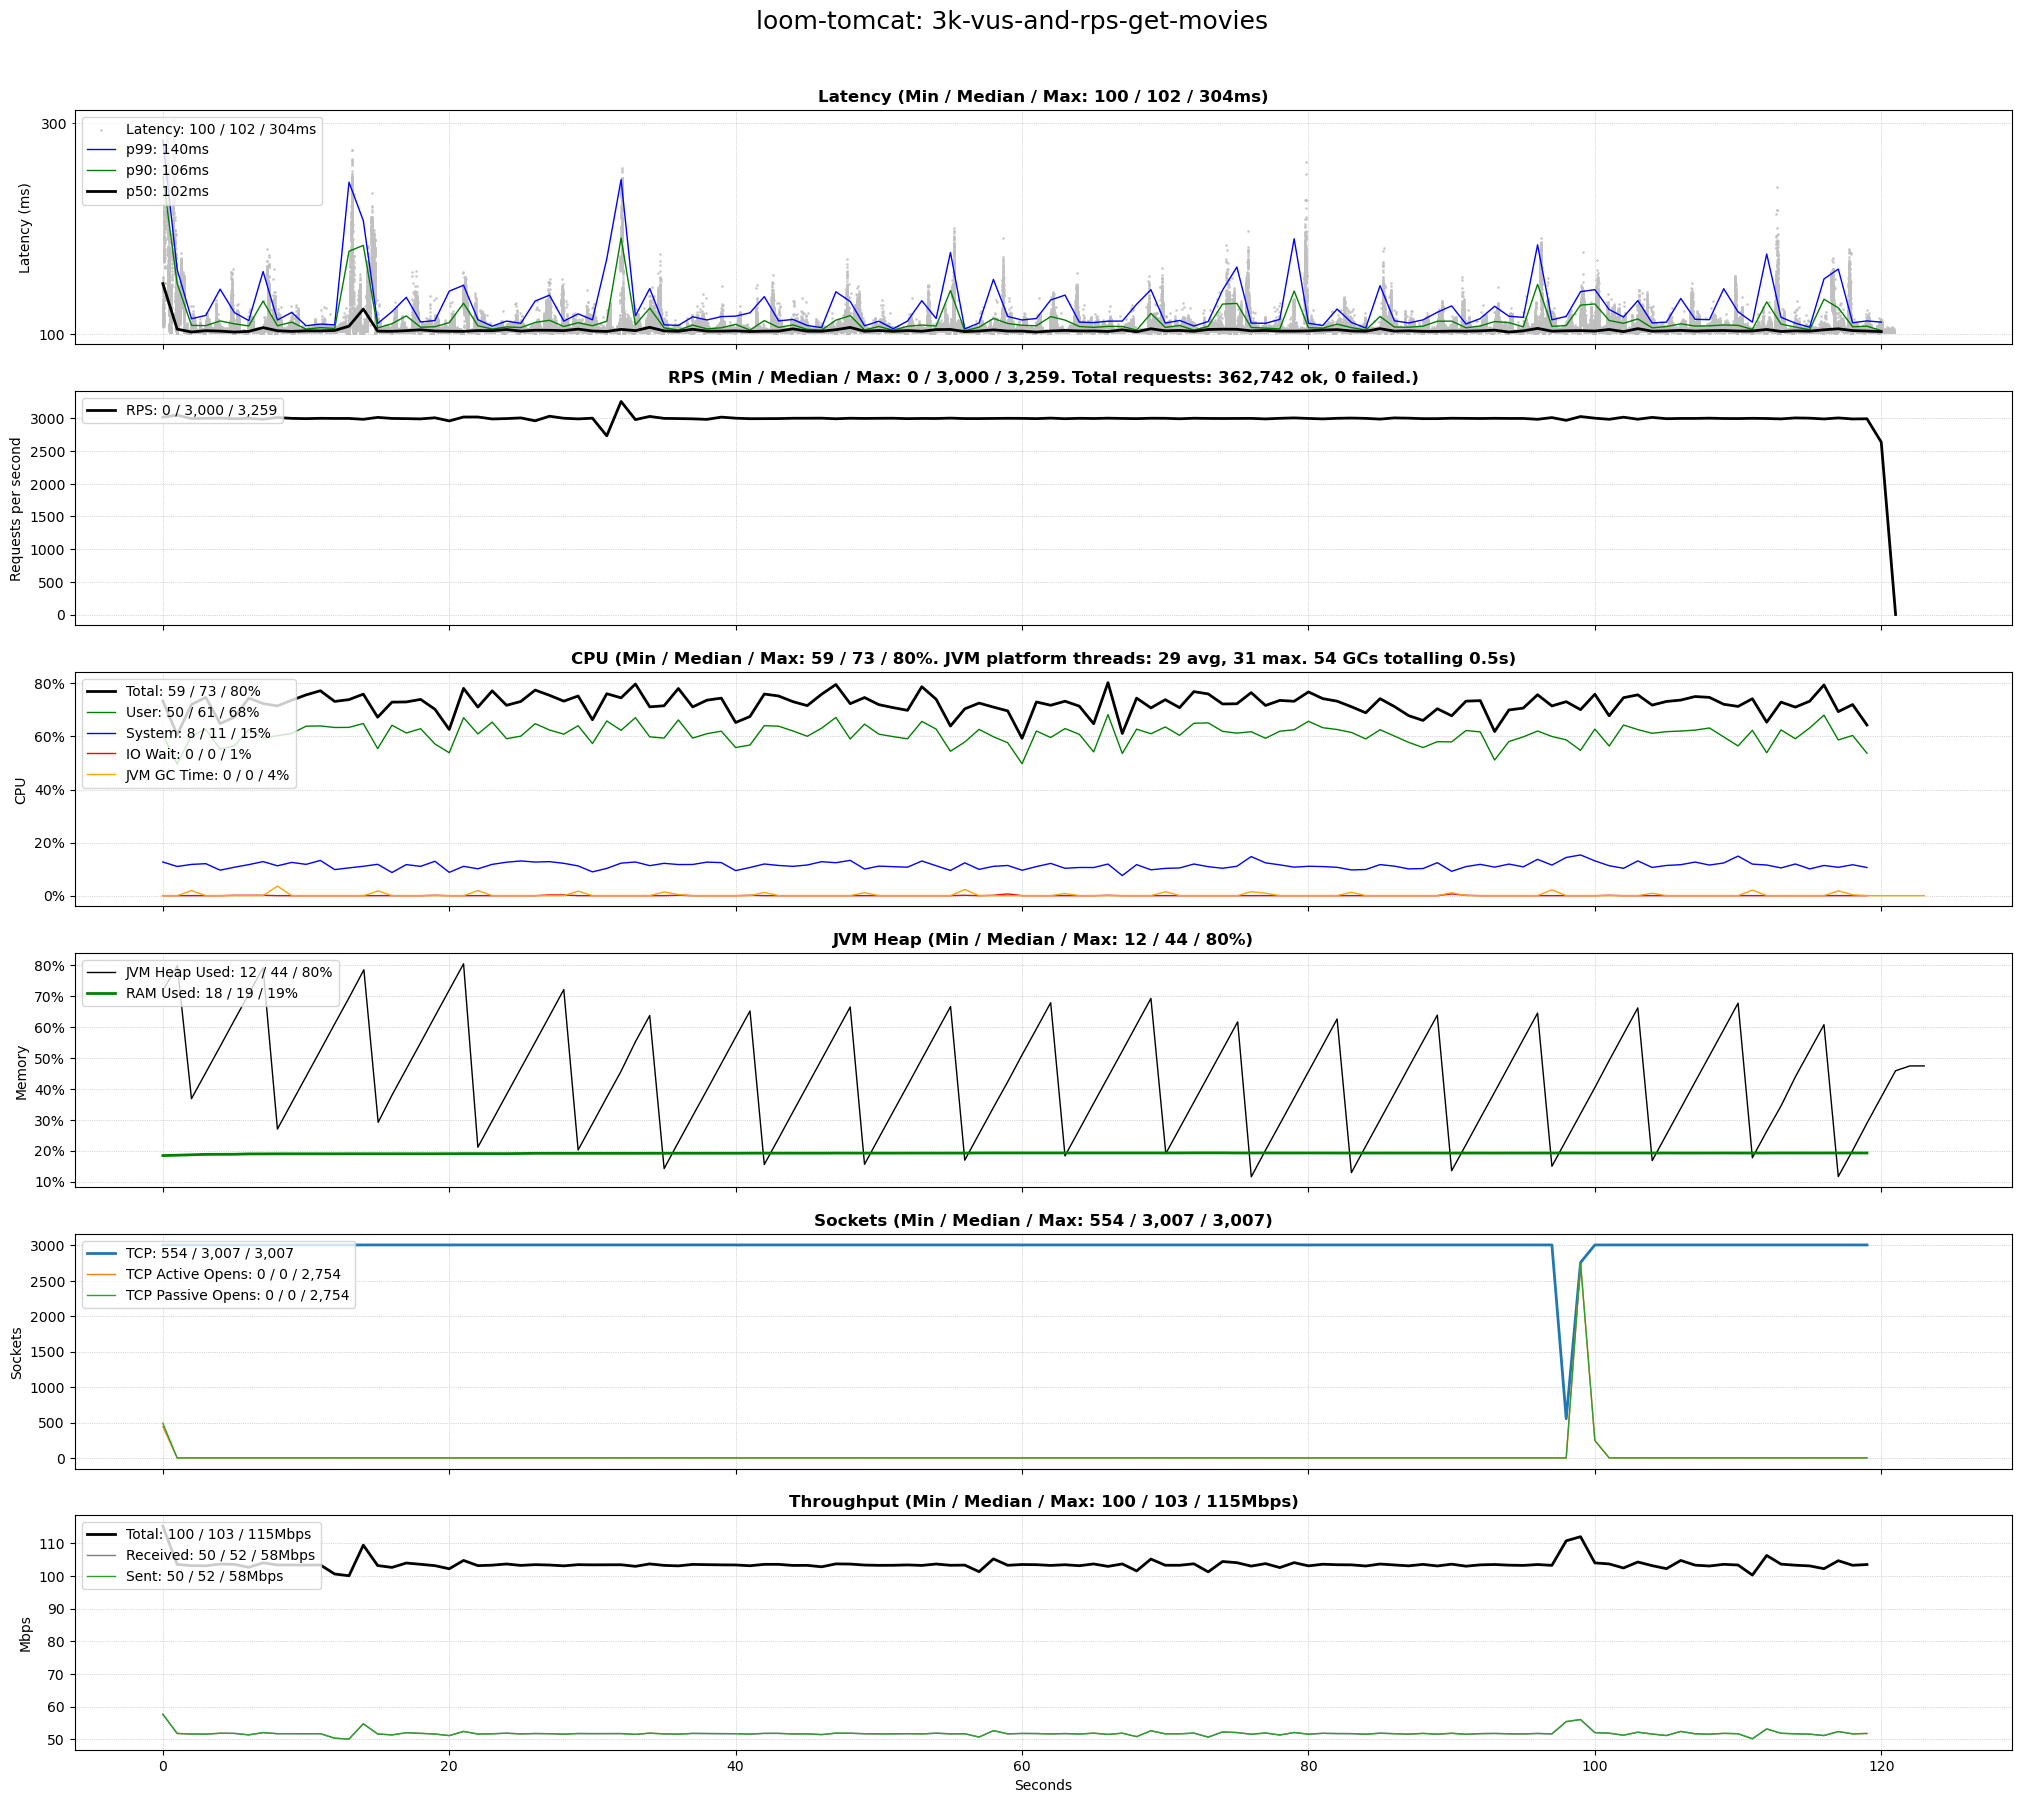 loom-tomcat: 3k-vus-and-rps-get-movies
Latency (Min / Median / Max: 100 / 102 / 304ms)
Latency (ms)
300
100
Latency: 100 / 102 / 304ms
p99: 140ms
p90: 106ms
p50: 102ms
RPS (Min / Median / Max: 0 / 3,000 / 3,259. Total requests: 362,742 ok, 0 failed.)
Requests per second
3000
2500
2000
1500
1000
500
0
RPS: 0 / 3,000 / 3,259
CPU (Min / Median / Max: 59 / 73 / 80%. JVM platform threads: 29 avg, 31 max. 54 GCs totalling 0.5s)
CPU
80%
60%
40%
20%
0%
Total: 59 / 73 / 80%
User: 50 / 61 / 68%
System: 8 / 11 / 15%
IO Wait: 0 / 0 / 1%
JVM GC Time: 0 / 0 / 4%
JVM Heap (Min / Median / Max: 12 / 44 / 80%)
Memory
80%
70%
60%
50%
40%
30%
20%
10%
JVM Heap Used: 12 / 44 / 80%
RAM Used: 18 / 19 / 19%
Sockets (Min / Median / Max: 554 / 3,007 / 3,007)
Sockets
3000
2500
2000
1500
1000
500
0
TCP: 554 / 3,007 / 3,007
TCP Active Opens: 0 / 0 / 2,754
TCP Passive Opens: 0 / 0 / 2,754
Throughput (Min / Median / Max: 100 / 103 / 115Mbps)
Mbps
110
100
90
80
70
60
50
Total: 100 / 103 / 115Mbps
Received: 50 / 52 / 58Mbps
Sent: 50 / 52 / 58Mbps
0 20 40 60 80 100 120
Seconds